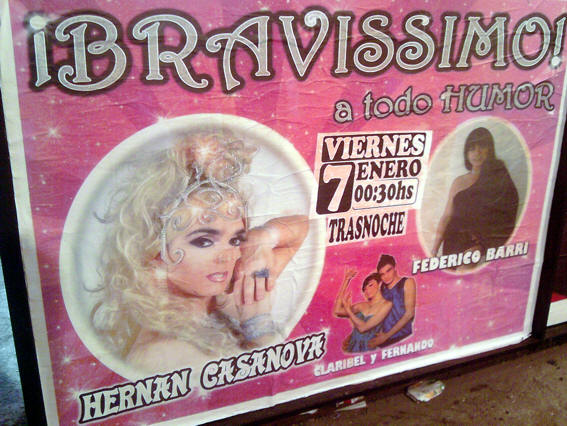 ¡BRAVISSIMO!
a todo HUMOR
VIERNES
7 ENERO
00:30hs
TRASNOCHE
FEDERICO BARRI
CLARIBEL Y FERNANDO
HERNAN CASANOVA